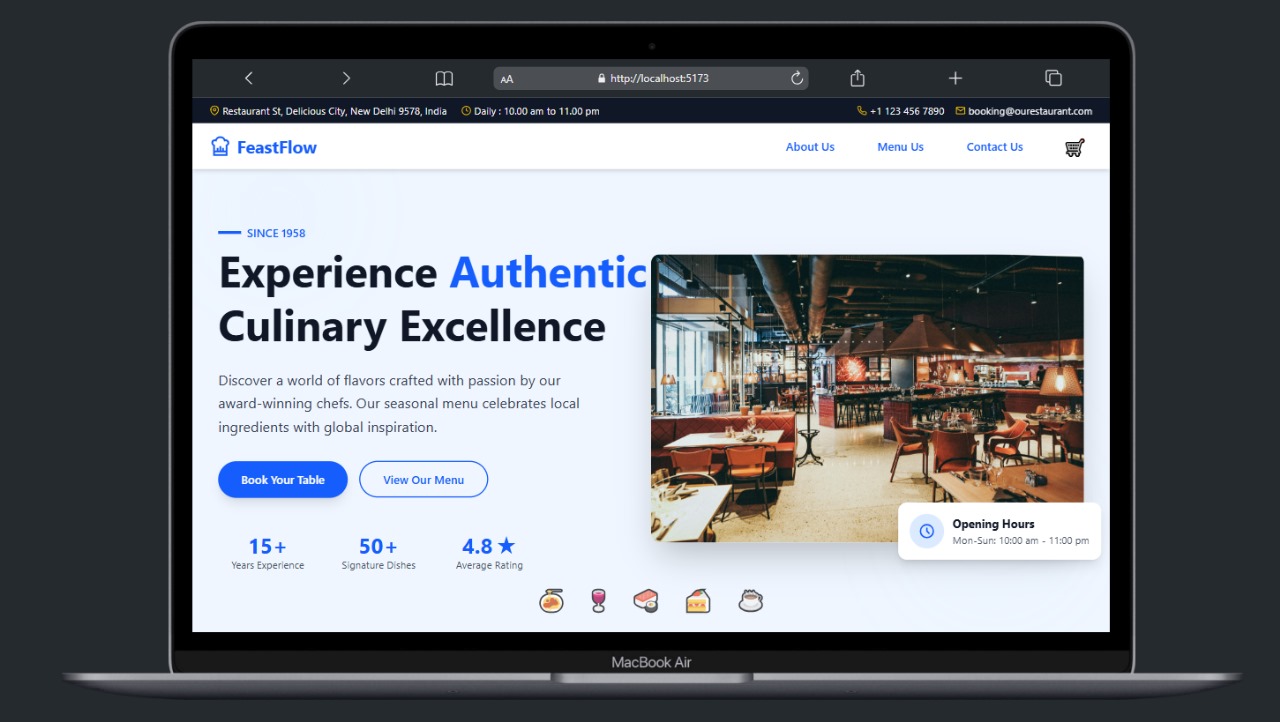 AA http://localhost:5173
Restaurant St, Delicious City, New Delhi 9578, India Daily : 10.00 am to 11.00 pm +1 123 456 7890 booking@ourestaurant.com
FeastFlow About Us Menu Us Contact Us
SINCE 1958
Experience Authentic
Culinary Excellence
Discover a world of flavors crafted with passion by our
award-winning chefs. Our seasonal menu celebrates local
ingredients with global inspiration.
Book Your Table View Our Menu
Opening Hours
Mon-Sun: 10:00 am - 11:00 pm
15+ 50+ 4.8 ★
Years Experience Signature Dishes Average Rating
MacBook Air